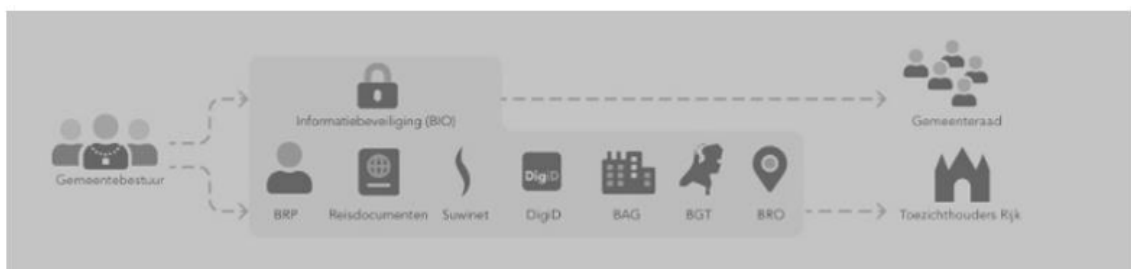 Informatiebeveiliging (BIO)
Gemeenteraad
Gemeentebestuur
DigiD
BRP
Reisdocumenten
Suwinet
DigiD
BAG
BGT
BRO
Toezichthouders Rijk